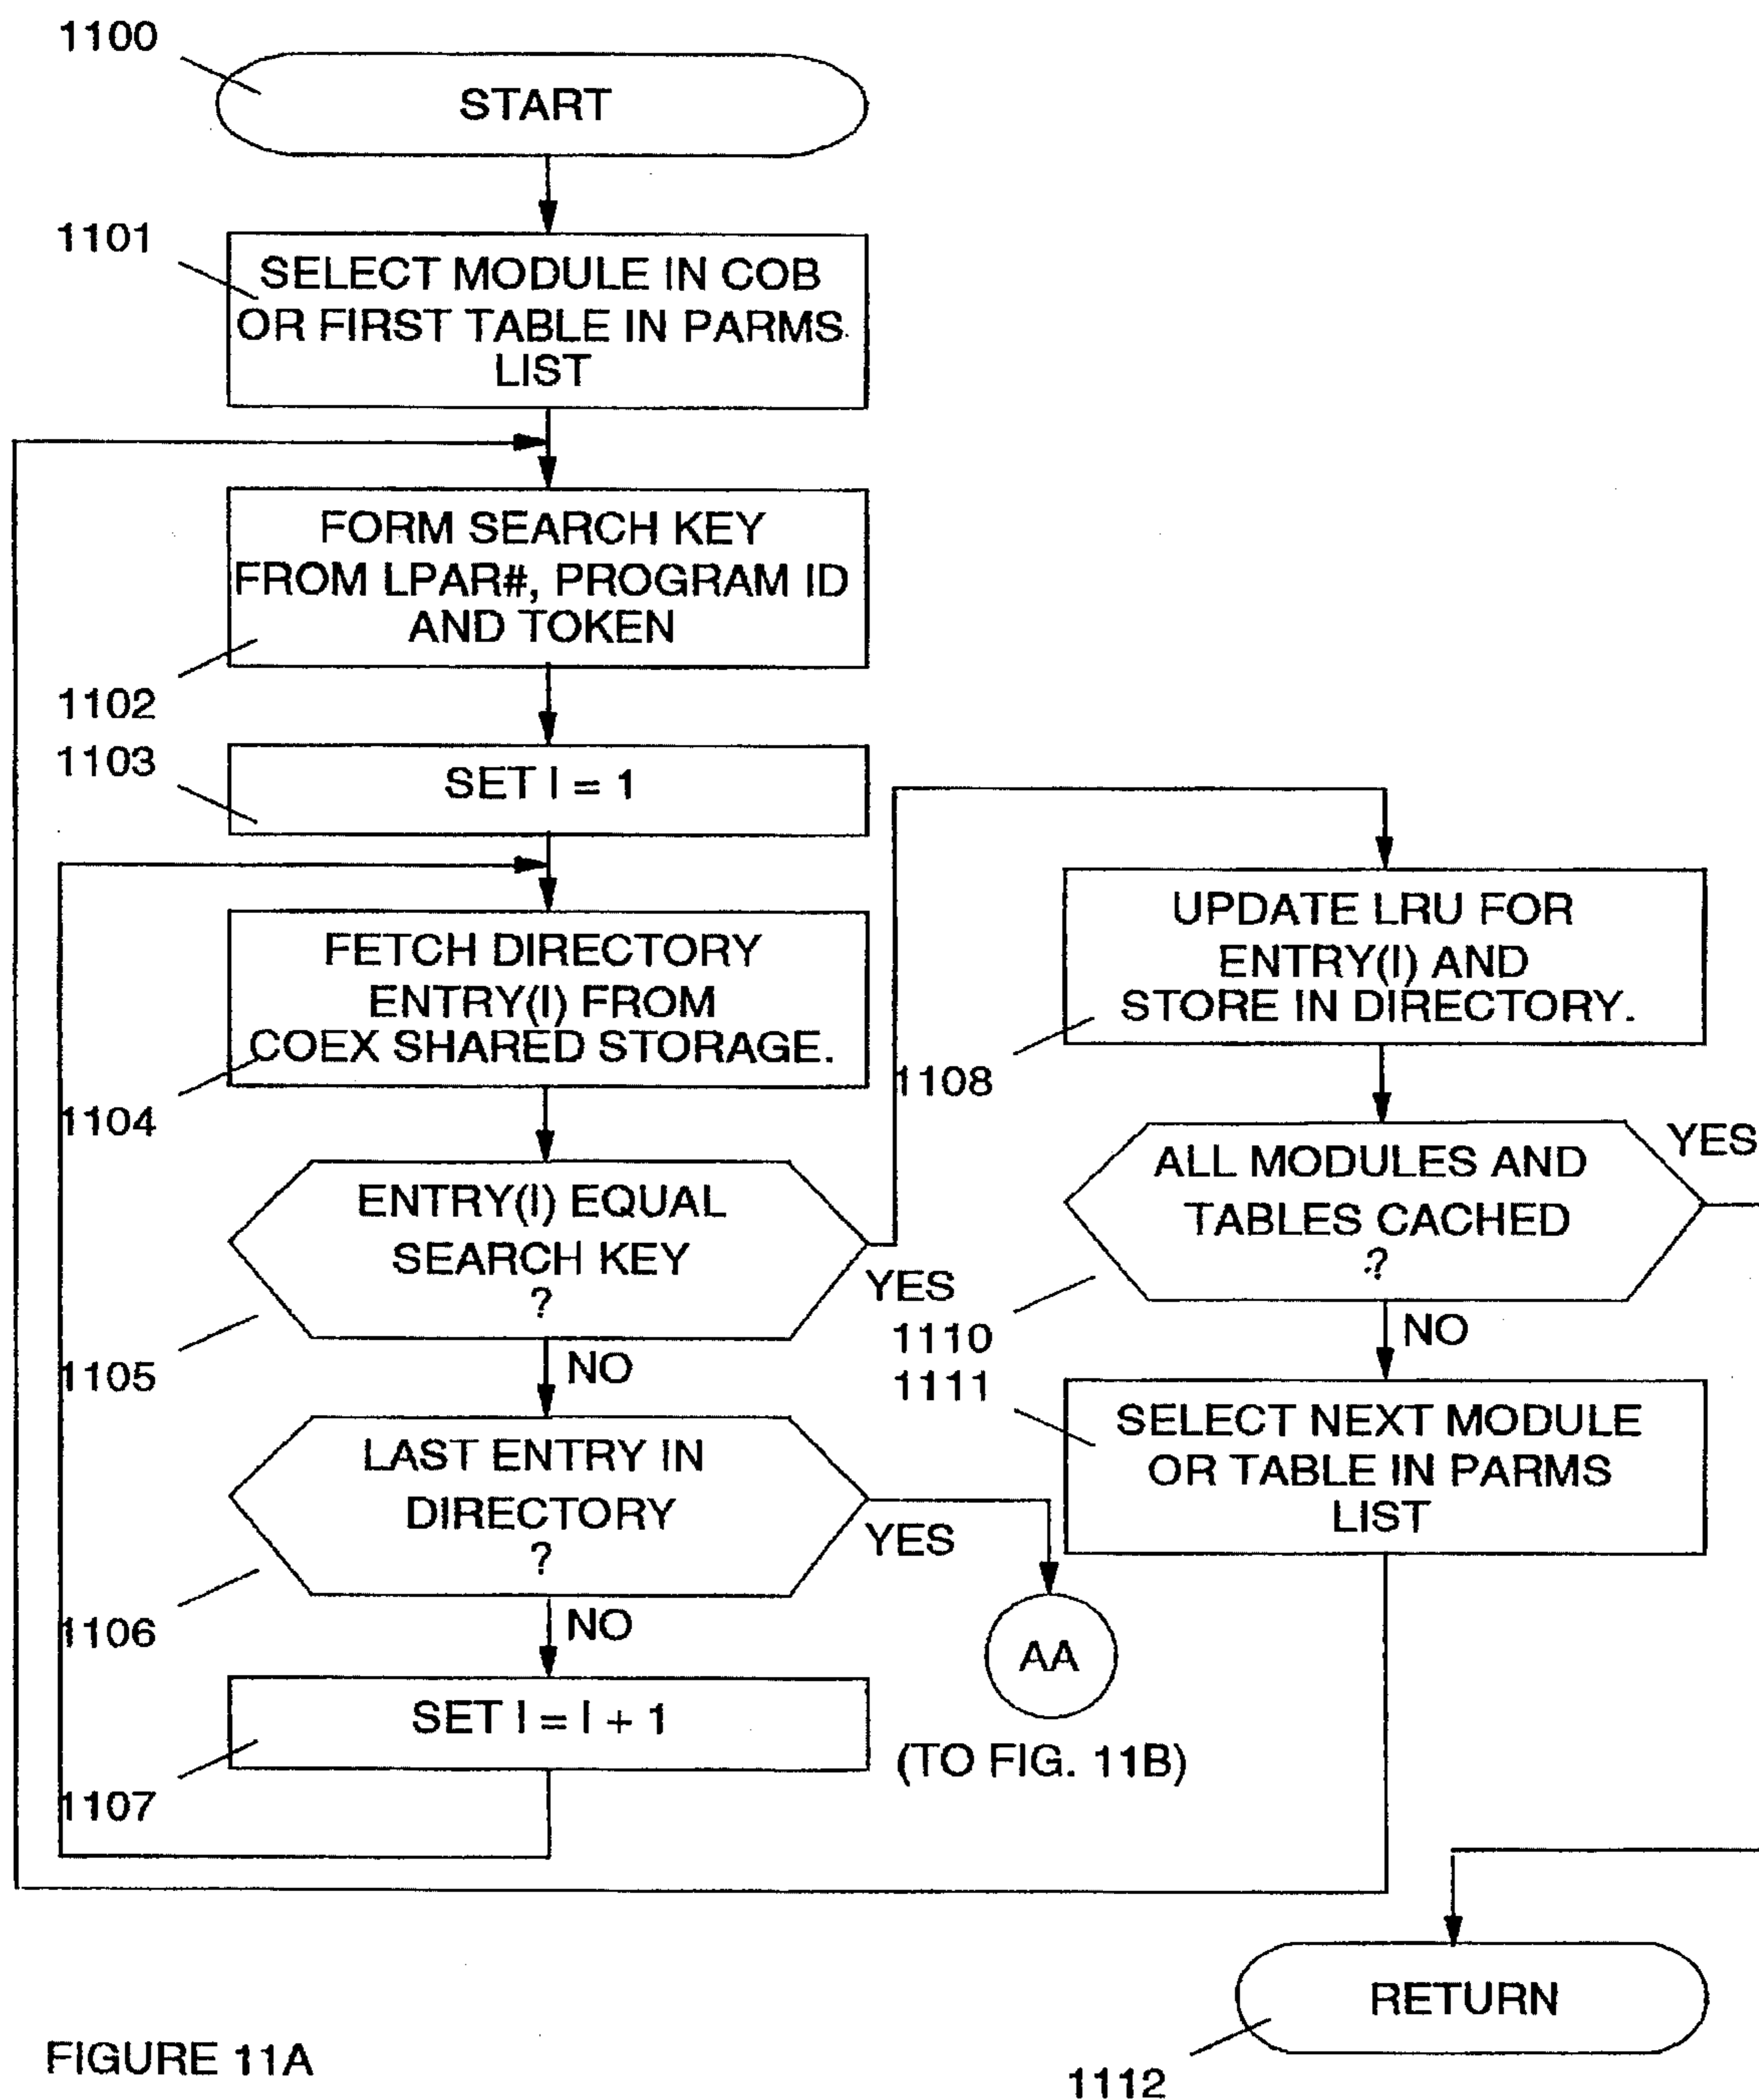 1100
START
1101
SELECT MODULE IN COB
OR FIRST TABLE IN PARMS
LIST
FORM SEARCH KEY
FROM LPAR#, PROGRAM ID
AND TOKEN
1102
1103
SET I = 1
FETCH DIRECTORY
ENTRY(I) FROM
COEX SHARED STORAGE.
1104
ENTRY(I) EQUAL
SEARCH KEY
?
YES
1105
NO
LAST ENTRY IN
DIRECTORY
?
YES
1106
NO
SET I = I + 1
1107
AA
(TO FIG. 11B)
UPDATE LRU FOR
ENTRY(I) AND
STORE IN DIRECTORY.
1108
ALL MODULES AND
TABLES CACHED
?
YES
1110
NO
1111
SELECT NEXT MODULE
OR TABLE IN PARMS
LIST
RETURN
1112
FIGURE 11A